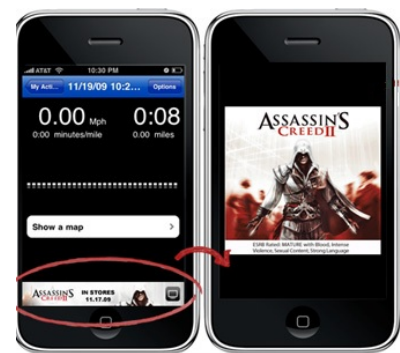 AT&T 10:30 PM
My Acti... 11/19/09 10:2... Options
0.00 Mph 0:08
0:00 minutes/mile 0.00 miles
Show a map
ASSASSIN'S CREED II IN STORES 11.17.09
ASSASSIN'S
CREED II
ESRB Rated: MATURE with Blood, Intense
Violence, Sexual Content, Strong Language